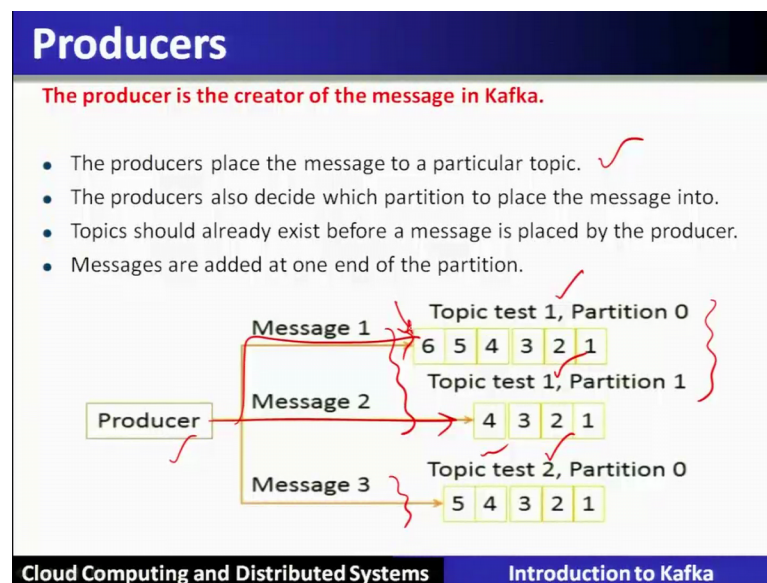 Producers
The producer is the creator of the message in Kafka.
• The producers place the message to a particular topic.
• The producers also decide which partition to place the message into.
• Topics should already exist before a message is placed by the producer.
• Messages are added at one end of the partition.
Topic test 1, Partition 0
Message 1
6 5 4 3 2 1
Topic test 1, Partition 1
Message 2
Producer
4 3 2 1
Topic test 2, Partition 0
Message 3
5 4 3 2 1
Cloud Computing and Distributed Systems
Introduction to Kafka